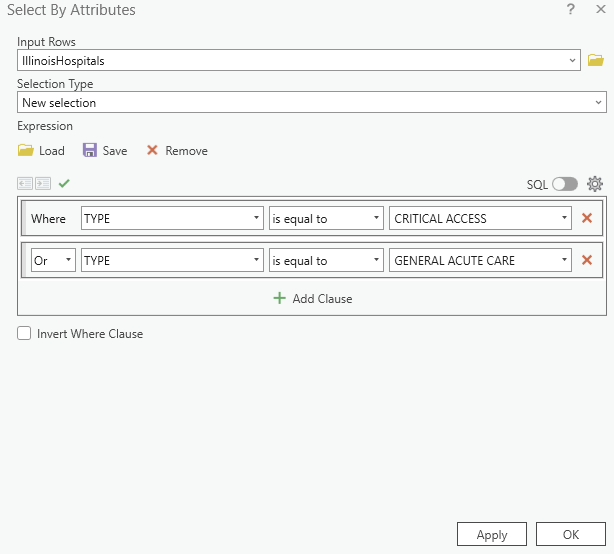 Select By Attributes ? ×
Input Rows
IllinoisHospitals
Selection Type
New selection
Expression
Load Save Remove
SQL
Where TYPE is equal to CRITICAL ACCESS
Or TYPE is equal to GENERAL ACUTE CARE
+ Add Clause
Invert Where Clause
Apply OK